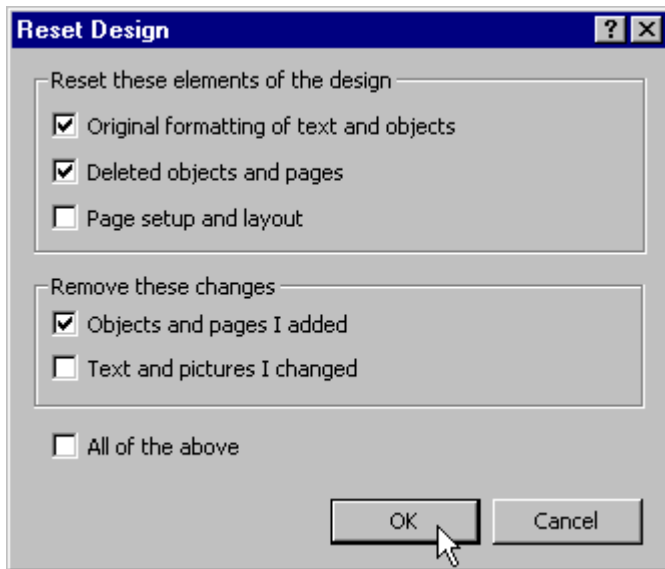 Reset Design
Reset these elements of the design
Original formatting of text and objects
Deleted objects and pages
Page setup and layout
Remove these changes
Objects and pages I added
Text and pictures I changed
All of the above
OK Cancel